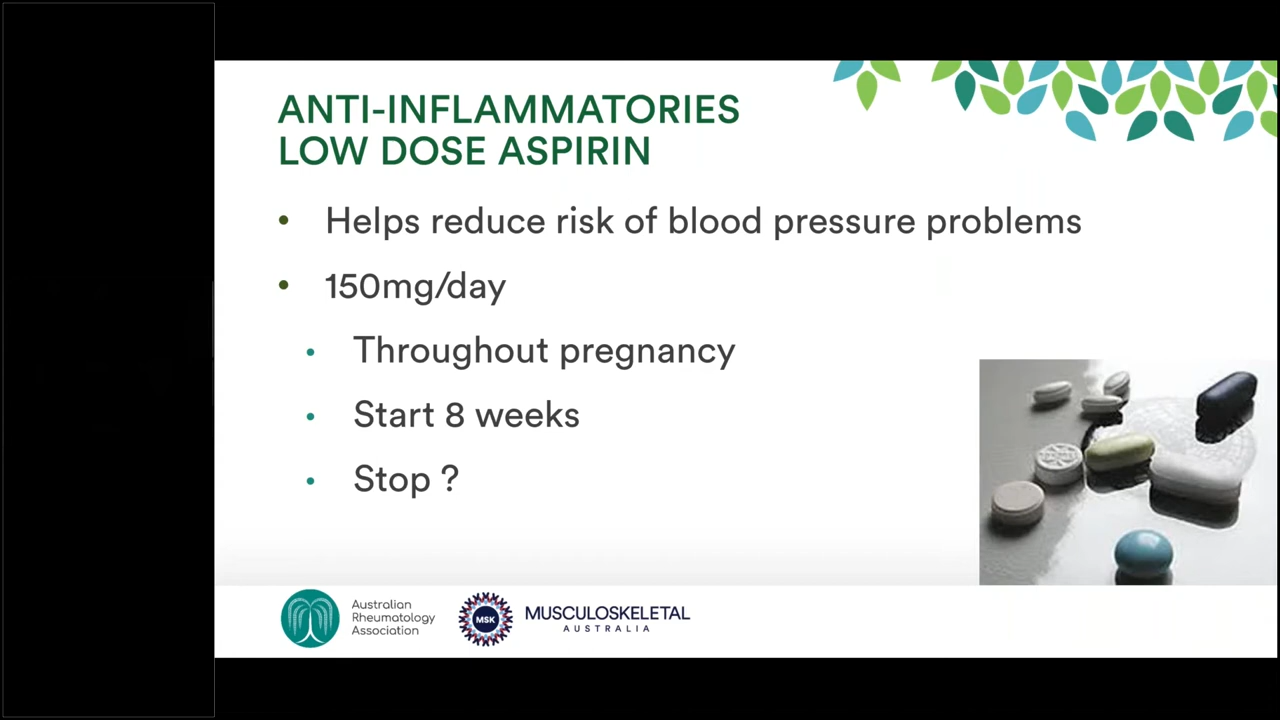 ANTI-INFLAMMATORIES
LOW DOSE ASPIRIN
• Helps reduce risk of blood pressure problems
• 150mg/day
• Throughout pregnancy
• Start 8 weeks
• Stop ?
Australian
Rheumatology
Association
MSK
MUSCULOSKELETAL
AUSTRALIA